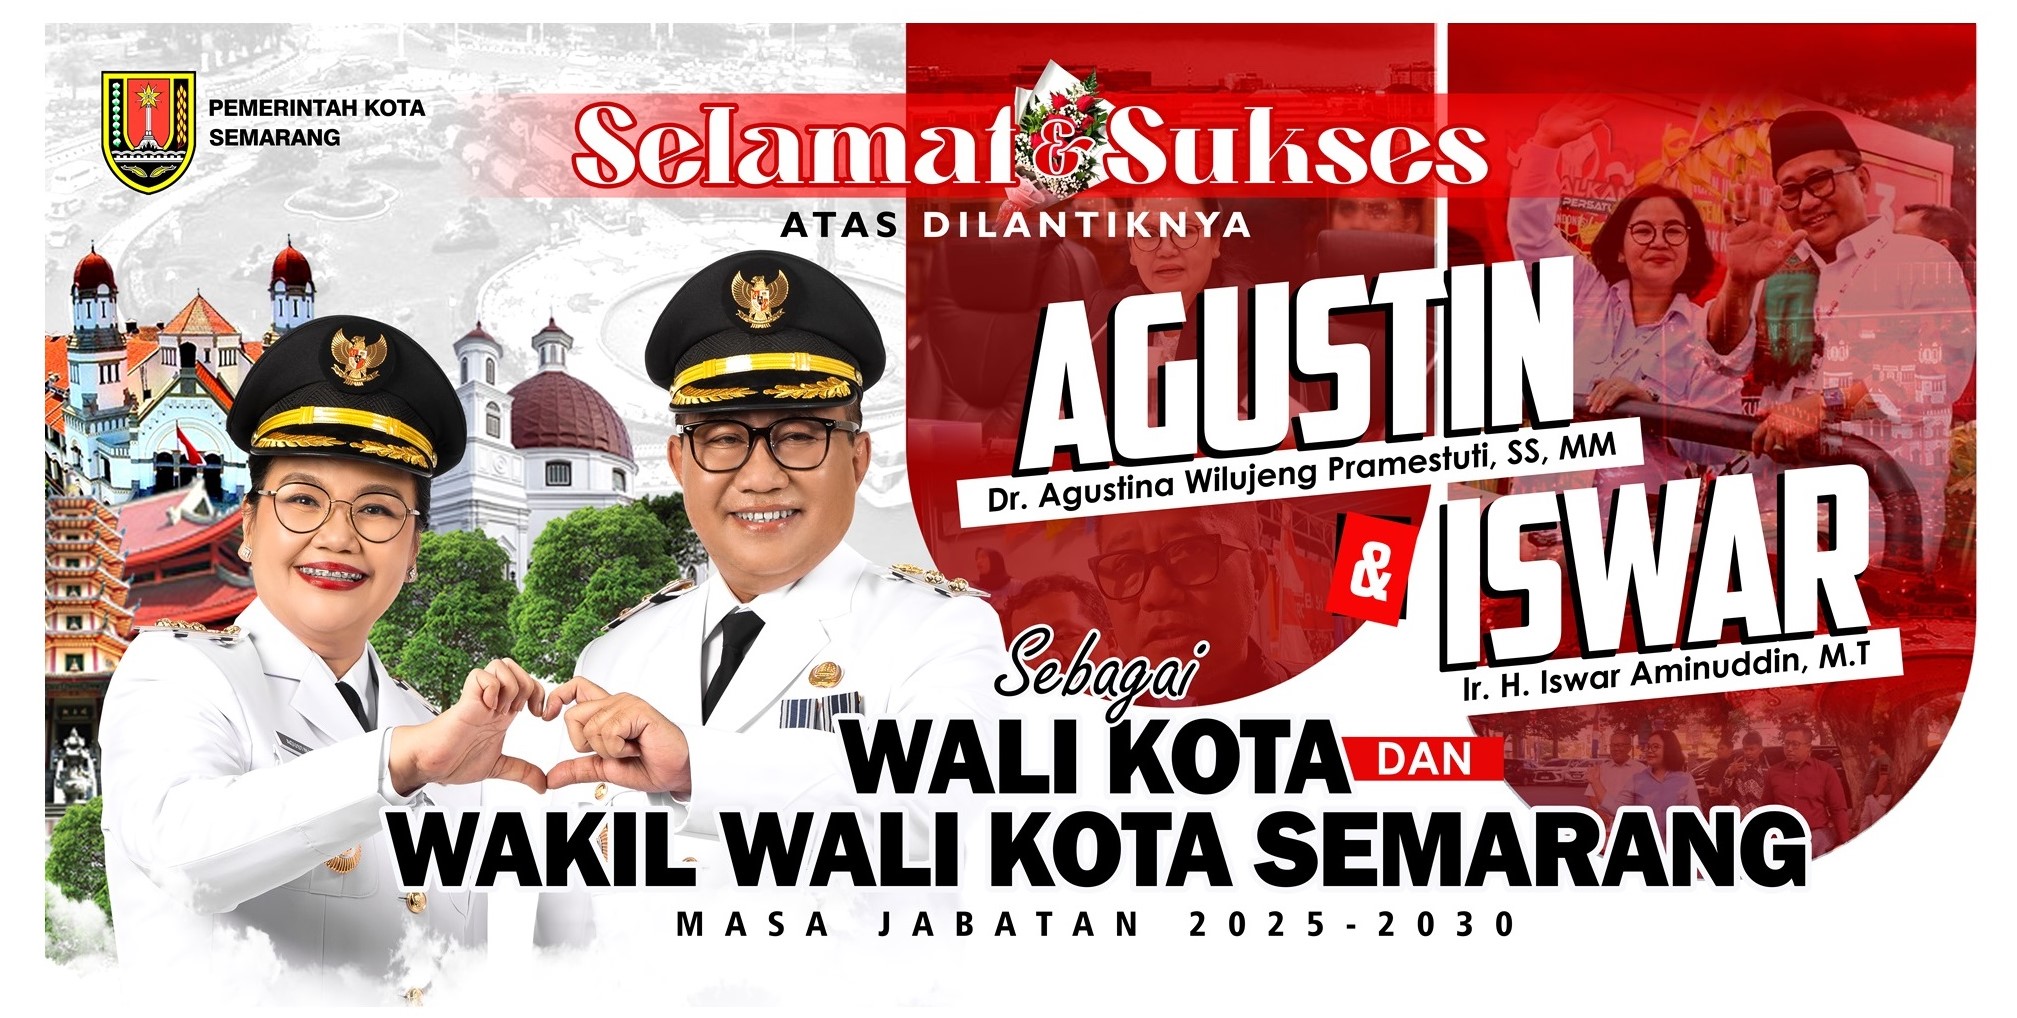 PEMERINTAH KOTA
SEMARANG
Selamat & Sukses
ATAS DILANTIKNYA
AGUSTIN
Dr. Agustina Wilujeng Pramestuti, SS, MM
&
ISWAR
Ir. H. Iswar Aminuddin, M.T
Sebagai
WALI KOTA DAN
WAKIL WALI KOTA SEMARANG
MASA JABATAN 2025-2030